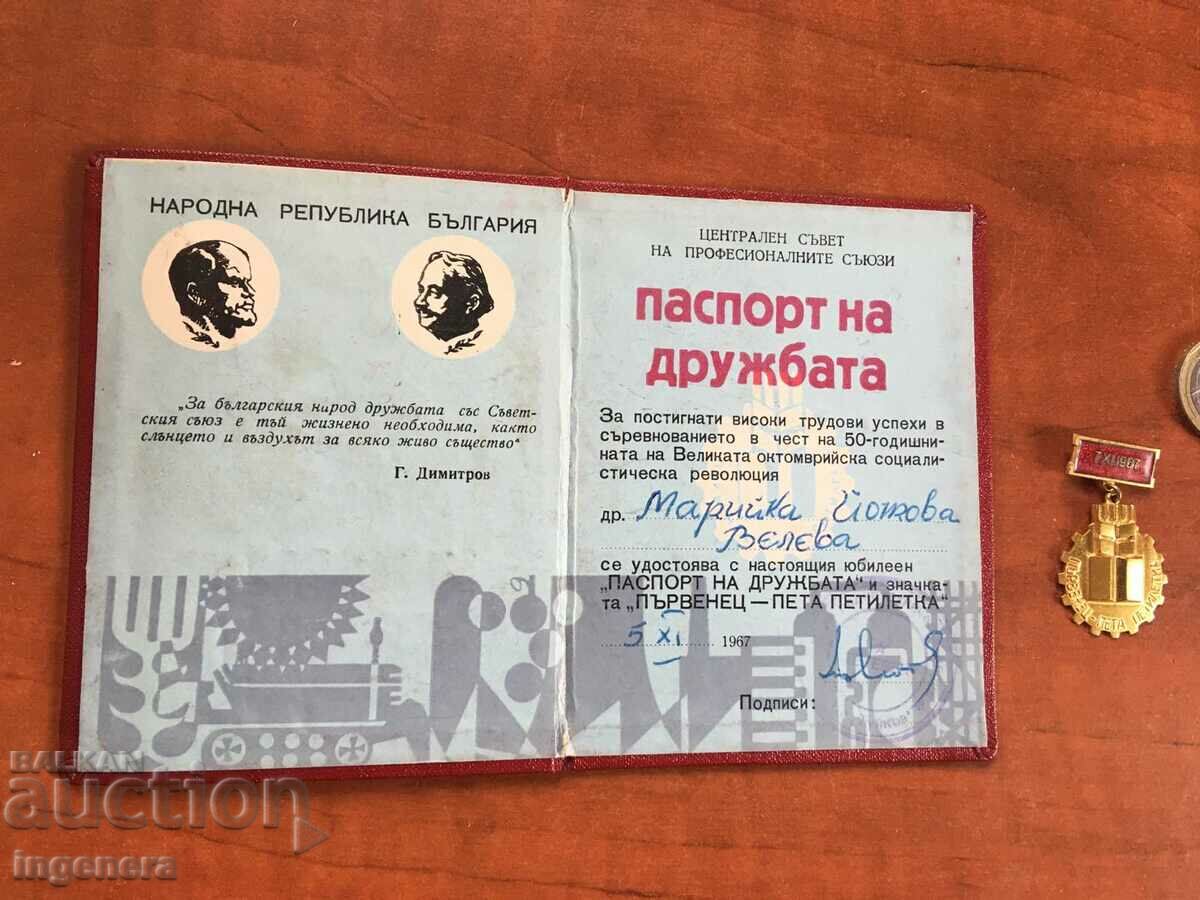 НАРОДНА РЕПУБЛИКА БЪЛГАРИЯ
„За българския народ дружбата със Съвет-
ския съюз е тъй жизнено необходима, както
слънцето и въздухът за всяко живо същество“
Г. Димитров
ЦЕНТРАЛЕН СЪВЕТ
НА ПРОФЕСИОНАЛНИТЕ СЪЮЗИ
ПАСПОРТ НА
ДРУЖБАТА
За постигнати високи трудови успехи в
съревнованието в чест на 50-годишни-
ната на Великата октомврийска социали-
стическа революция
др. Марийка Йотова
Велева
се удостоява с настоящия юбилеен
„ПАСПОРТ НА ДРУЖБАТА“ и значка-
та „ПЪРВЕНЕЦ — ПЕТА ПЕТИЛЕТКА“
5 XI 1967
Подписи:
ПЪРВЕНЕЦ-ПЕТА ПЕТИЛЕТКА
BALKAN
auction
ingenera